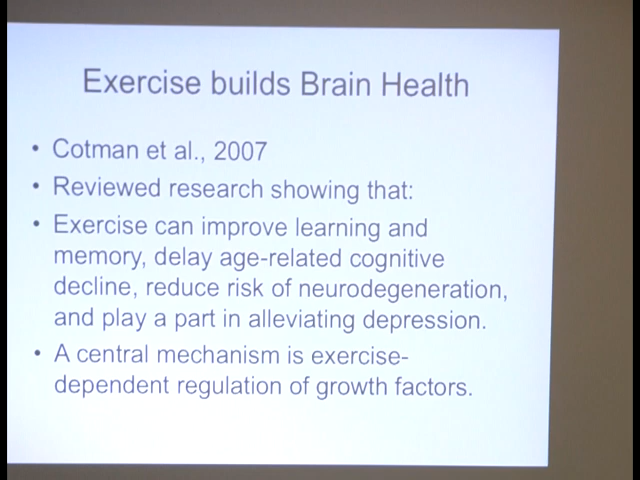 Exercise builds Brain Health
• Cotman et al., 2007
• Reviewed research showing that:
• Exercise can improve learning and
memory, delay age-related cognitive
decline, reduce risk of neurodegeneration,
and play a part in alleviating depression.
• A central mechanism is exercise-
dependent regulation of growth factors.